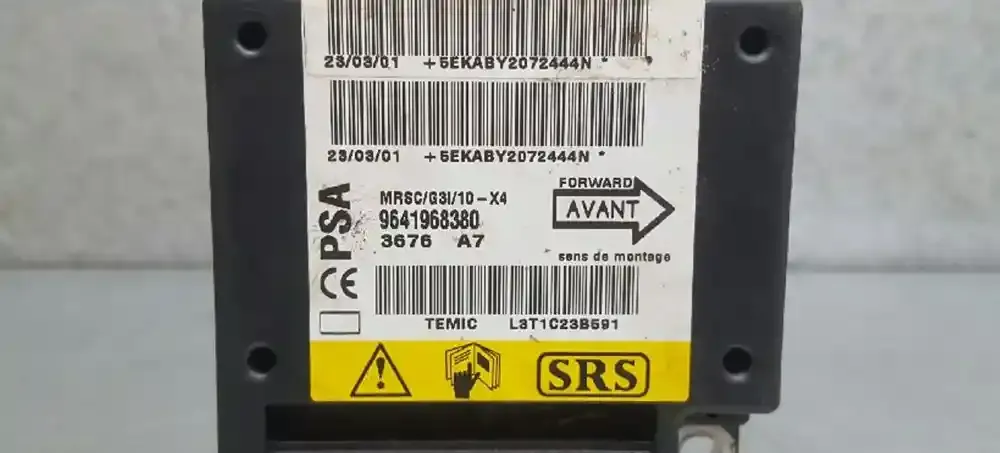 23/03/01 +5EKABY2072444N *
23/03/01 +5EKABY2072444N *
PSA
MRSC/G3I/10-X4
9641968380
3676 A7
FORWARD
AVANT
sens de montage
CE
TEMIC L3T1C23B591
SRS